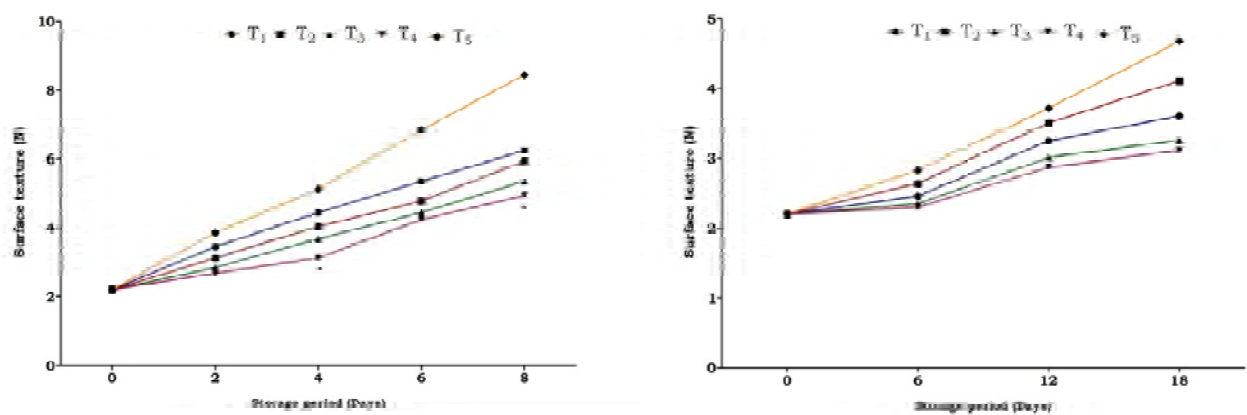 10
8
6
4
2
0
0 2 4 6 8
Surface texture (N)
Storage period (Days)
T1 T2 T3 T4 T5
5
4
3
2
1
0
0 6 12 18
Surface texture (N)
Storage period (Days)
T1 T2 T3 T4 T5